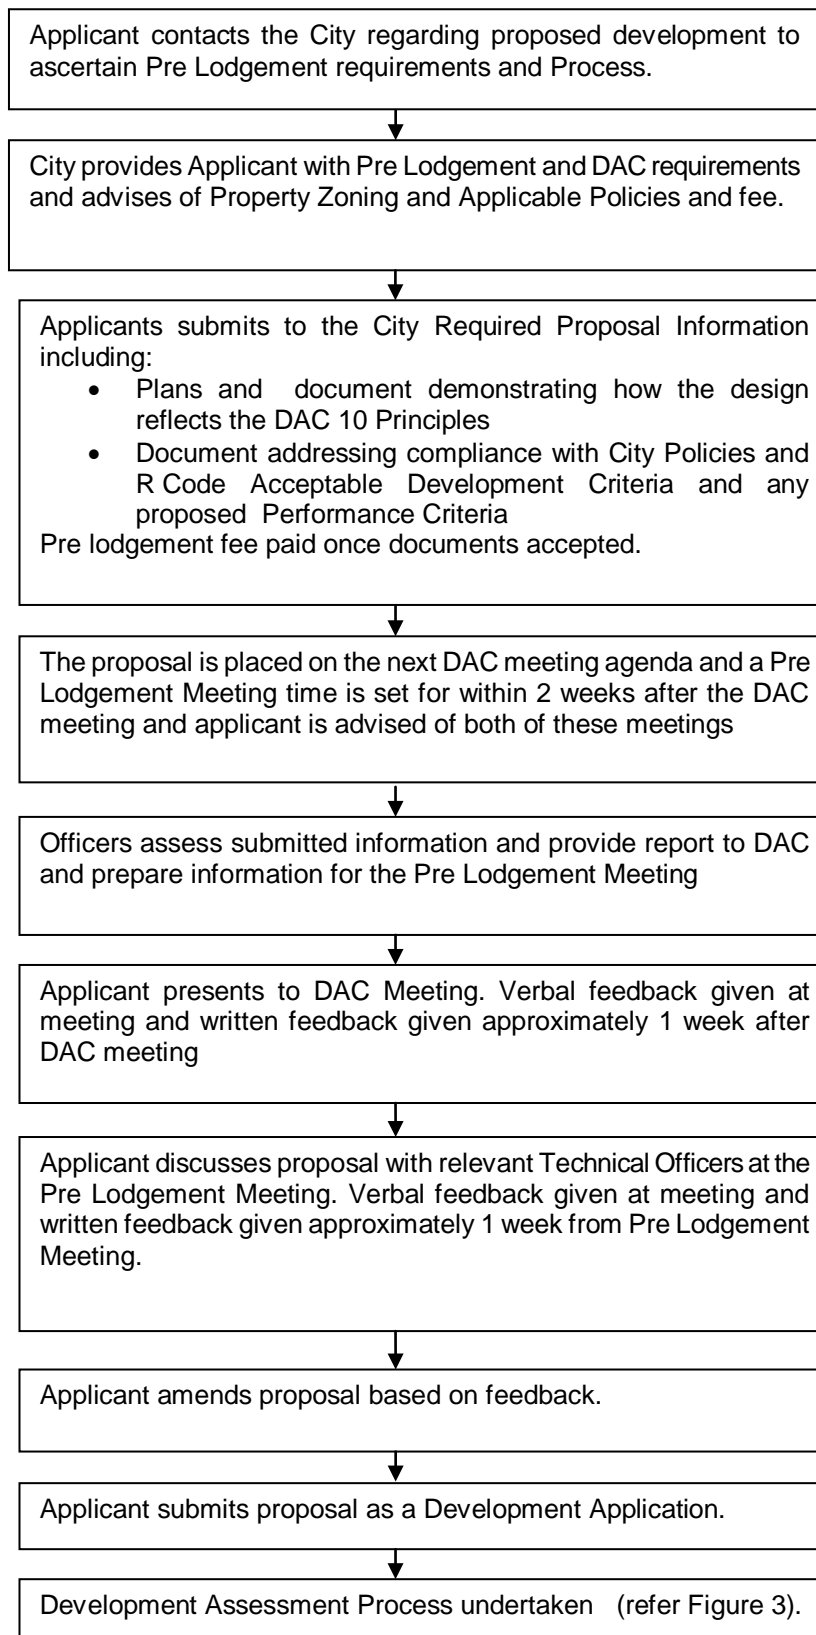 Applicant contacts the City regarding proposed development to
ascertain Pre Lodgement requirements and Process.
City provides Applicant with Pre Lodgement and DAC requirements
and advises of Property Zoning and Applicable Policies and fee.
Applicants submits to the City Required Proposal Information
including:
• Plans and document demonstrating how the design
reflects the DAC 10 Principles
• Document addressing compliance with City Policies and
R Code Acceptable Development Criteria and any
proposed Performance Criteria
Pre lodgement fee paid once documents accepted.
The proposal is placed on the next DAC meeting agenda and a Pre
Lodgement Meeting time is set for within 2 weeks after the DAC
meeting and applicant is advised of both of these meetings
Officers assess submitted information and provide report to DAC
and prepare information for the Pre Lodgement Meeting
Applicant presents to DAC Meeting. Verbal feedback given at
meeting and written feedback given approximately 1 week after
DAC meeting
Applicant discusses proposal with relevant Technical Officers at the
Pre Lodgement Meeting. Verbal feedback given at meeting and
written feedback given approximately 1 week from Pre Lodgement
Meeting.
Applicant amends proposal based on feedback.
Applicant submits proposal as a Development Application.
Development Assessment Process undertaken (refer Figure 3).